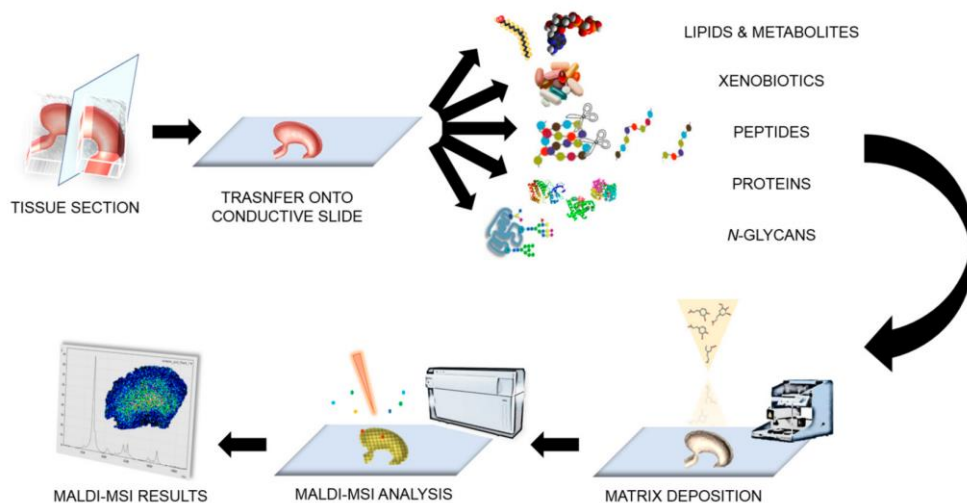 LIPIDS & METABOLITES
XENOBIOTICS
PEPTIDES
PROTEINS
N-GLYCANS
TISSUE SECTION
TRASNFER ONTO
CONDUCTIVE SLIDE
MALDI-MSI RESULTS
MALDI-MSI ANALYSIS
MATRIX DEPOSITION